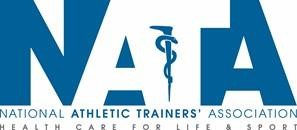 NATA
NATIONAL ATHLETIC TRAINERS' ASSOCIATION
HEALTH CARE FOR LIFE & SPORT